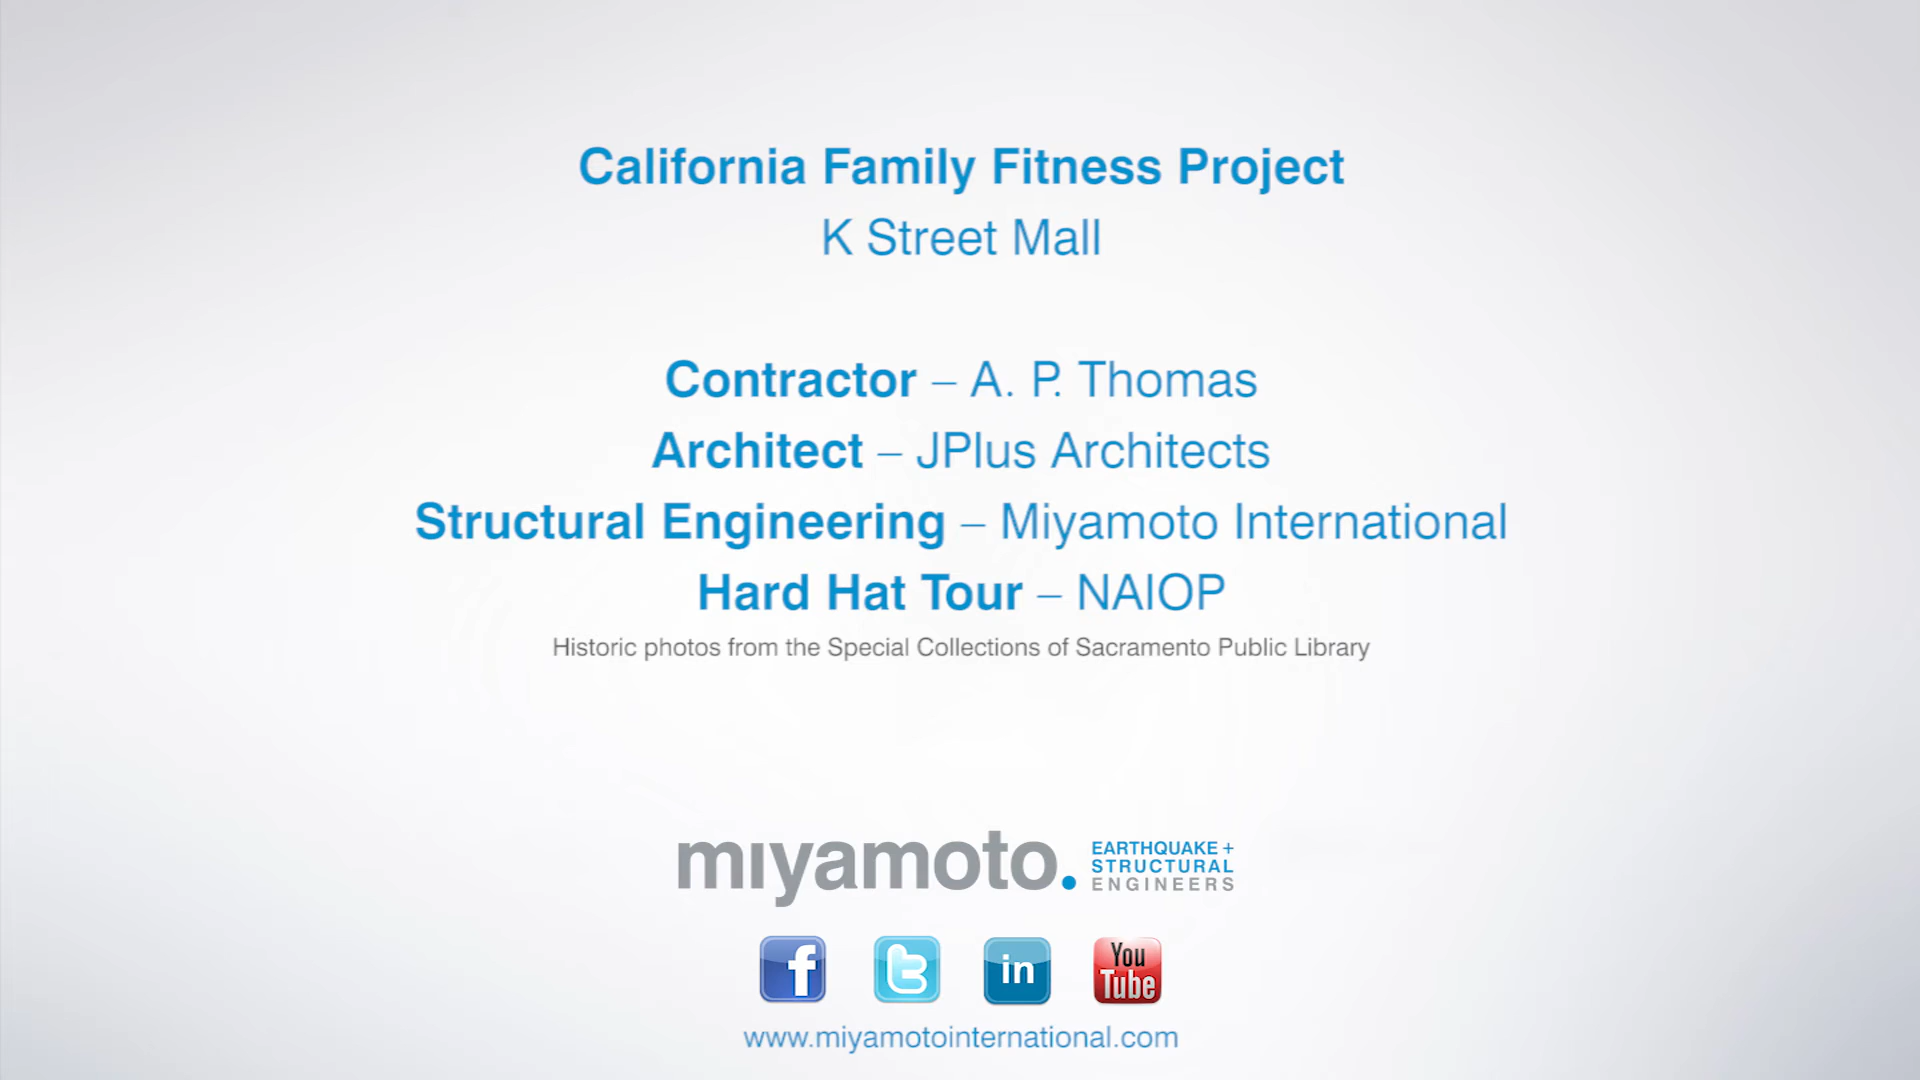 California Family Fitness Project
K Street Mall
Contractor – A. P. Thomas
Architect – JPlus Architects
Structural Engineering – Miyamoto International
Hard Hat Tour – NAIOP
Historic photos from the Special Collections of Sacramento Public Library
miyamoto.
EARTHQUAKE +
STRUCTURAL
ENGINEERS
f t in You
Tube
www.miyamotointernational.com